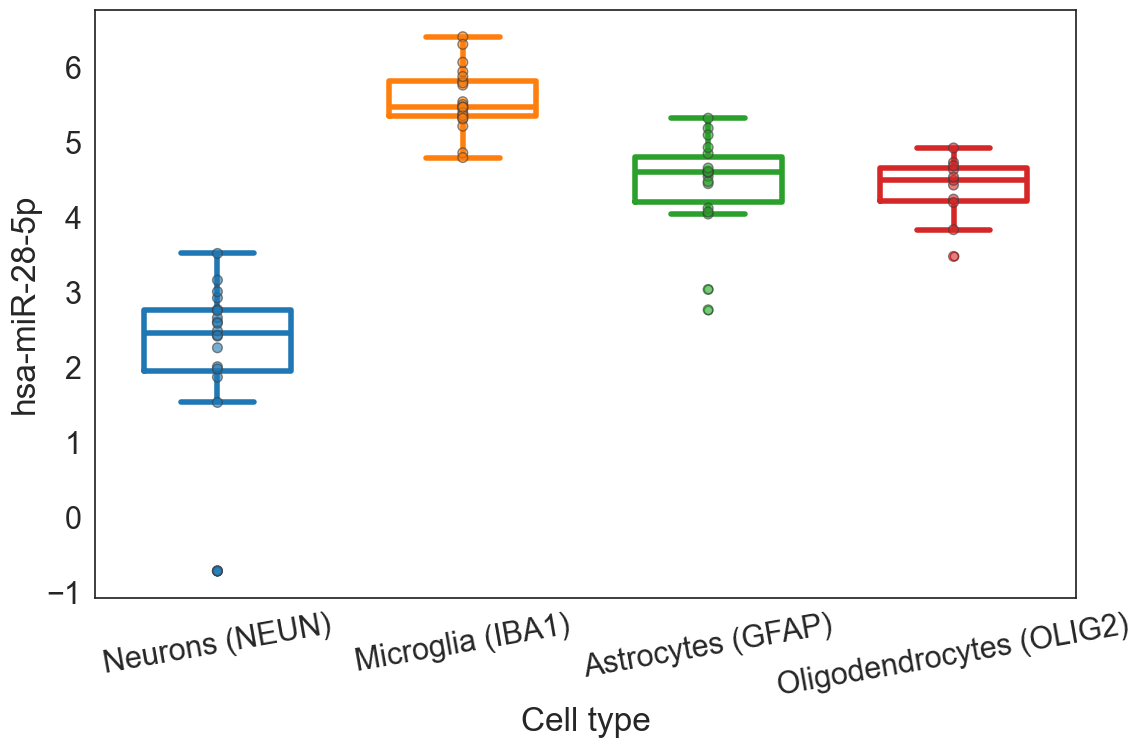 hsa-miR-28-5p
6
5
4
3
2
1
0
−1
Neurons (NEUN)
Microglia (IBA1)
Astrocytes (GFAP)
Oligodendrocytes (OLIG2)
Cell type